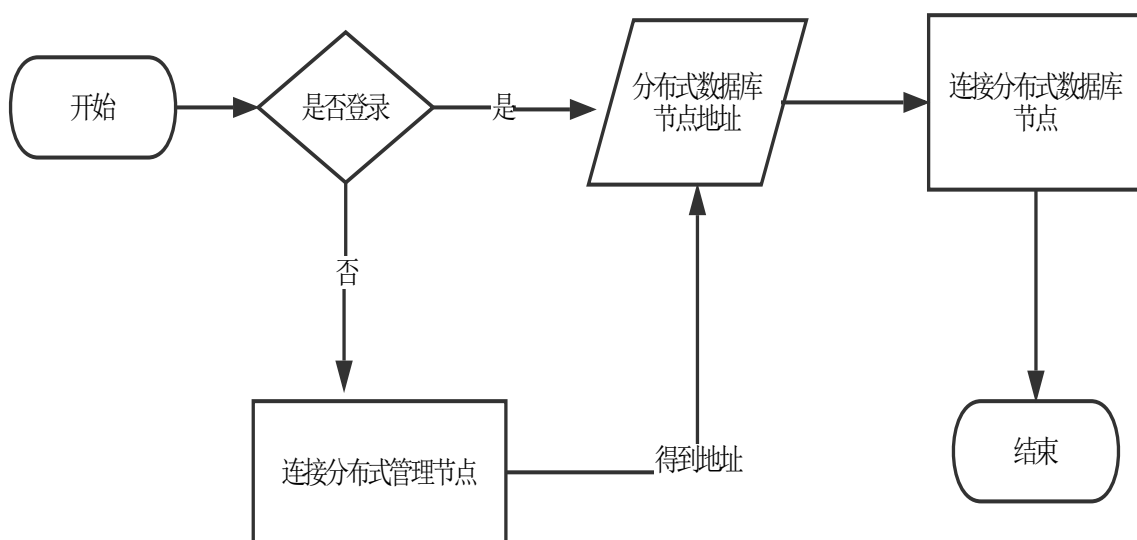 开始
是否登录
是
分布式数据库
节点地址
连接分布式数据库
节点
否
连接分布式管理节点
得到地址
结束